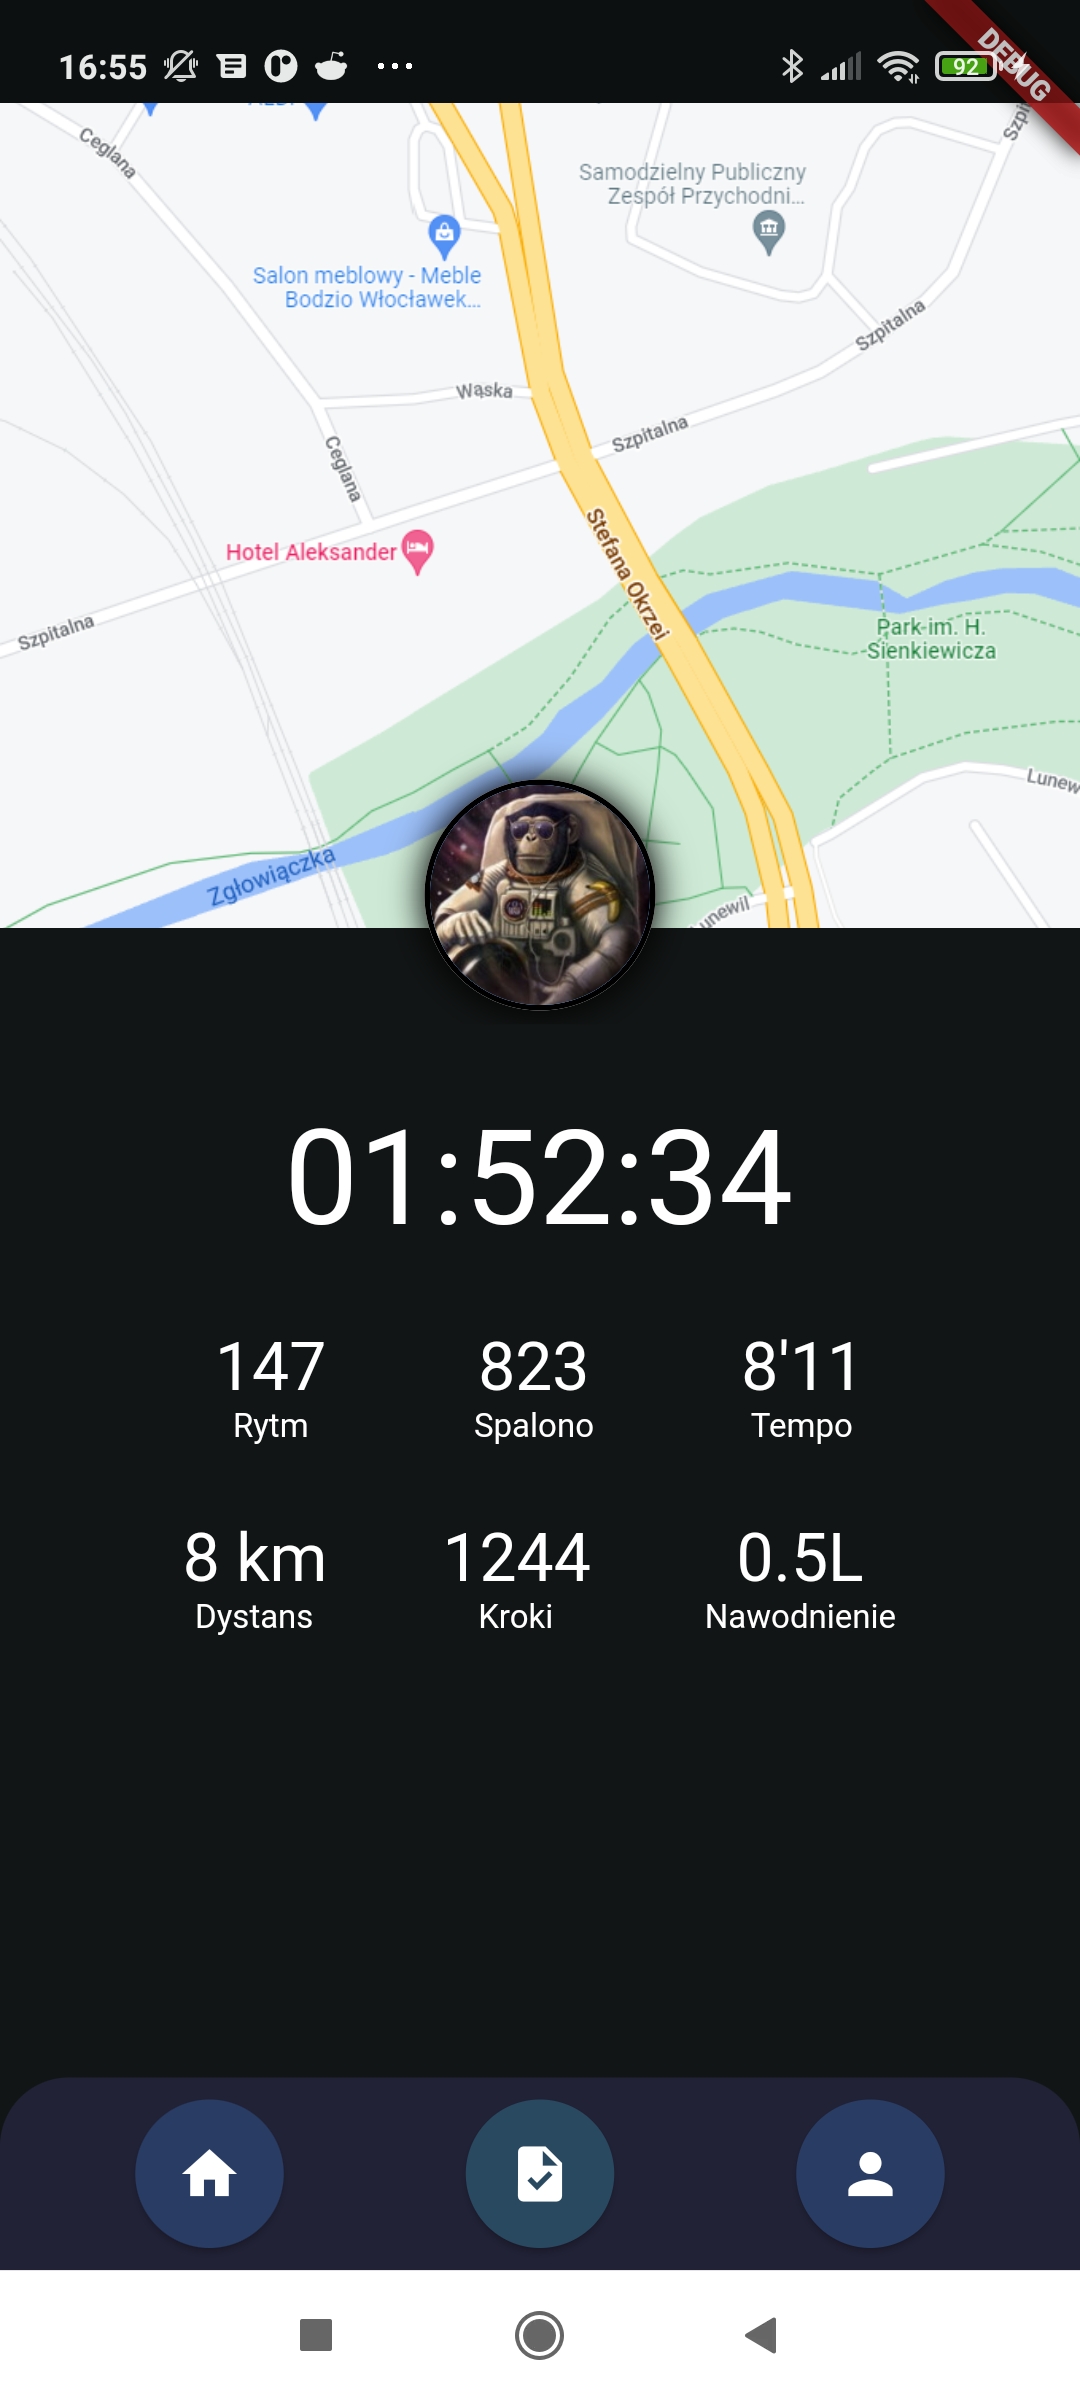 16:55
92
DEBUG
Ceglana
Samodzielny Publiczny
Zespół Przychodni...
Salon meblowy - Meble
Bodzio Włocławek...
Szpitalna
Wąska
Szpitalna
Ceglana
Stefana Okrzei
Hotel Aleksander
Szpitalna
Park im. H.
Sienkiewicza
Zgłowiączka
01:52:34
147
823
8'11
Rytm
Spalono
Tempo
8 km
1244
0.5L
Dystans
Kroki
Nawodnienie